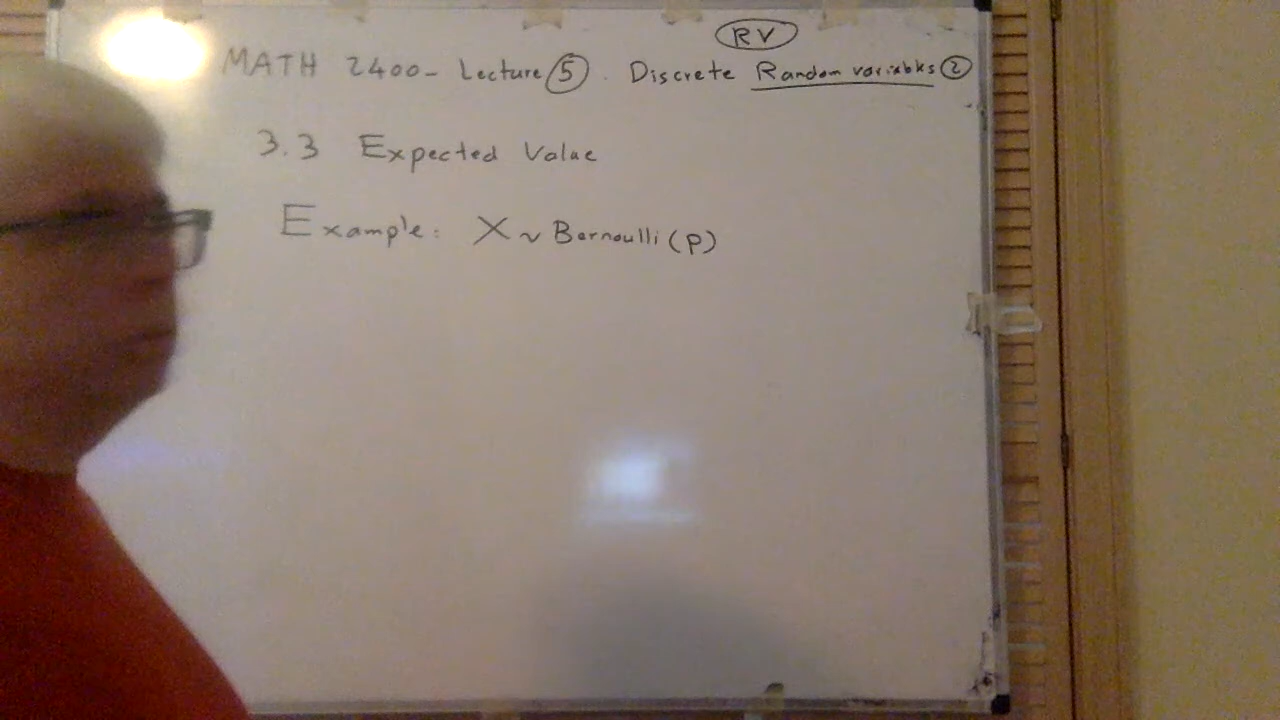 RV
MATH 2400- Lecture 5. Discrete Random variables 2
3.3 Expected Value
Example: X ~ Bernoulli (p)